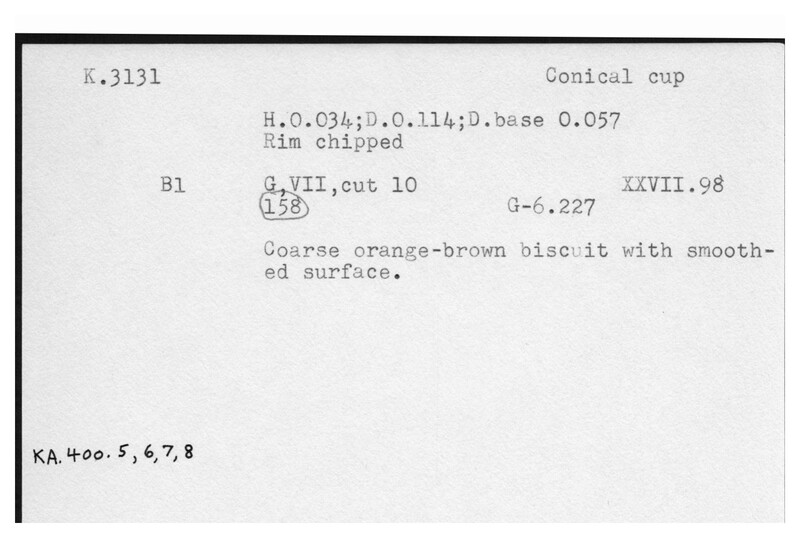 K.3131 Conical cup
H.0.034;D.0.114;D.base 0.057
Rim chipped
B1 G,VII,cut 10 XXVII.98
158 G-6.227
Coarse orange-brown biscuit with smooth-
ed surface.
KA.400.5,6,7,8